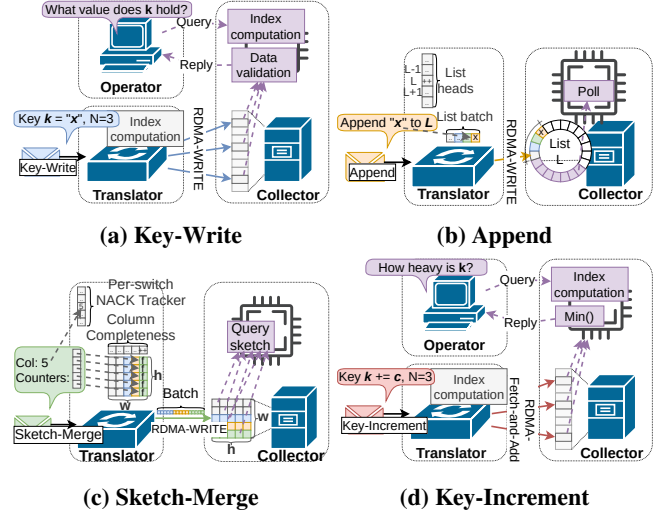 What value does k hold?
Query
Index
computation
Data
validation
Reply
Operator
Key k = "x", N=3
Index
computation
RDMA-WRITE
Key-Write
Translator
Collector
(a) Key-Write
L-1
L
L+1
++
List
heads
Poll
List batch
Append "x" to L
x
RDMA-WRITE
x
List
L
Append
Translator
Collector
(b) Append
Per-switch
NACK Tracker
Column
Completeness
Col: 5
Counters:
h
w
Query
sketch
Batch
RDMA-WRITE
w
h
Sketch-Merge
Translator
Collector
(c) Sketch-Merge
How heavy is k?
Query
Index
computation
Min()
Reply
Operator
Key k += c, N=3
Index
computation
RDMA-
Fetch-and-Add
Key-Increment
Translator
Collector
(d) Key-Increment